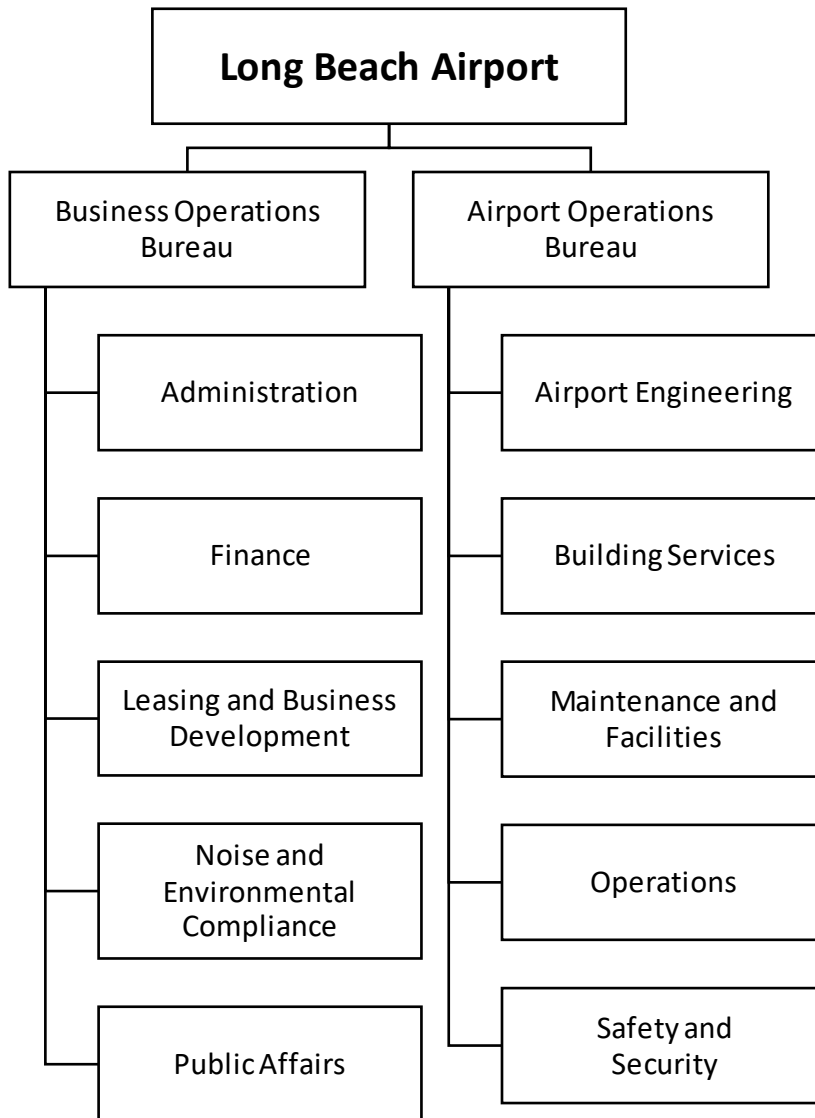 Long Beach Airport
Business Operations
Bureau
Airport Operations
Bureau
Administration
Finance
Leasing and Business
Development
Noise and
Environmental
Compliance
Public Affairs
Airport Engineering
Building Services
Maintenance and
Facilities
Operations
Safety and
Security